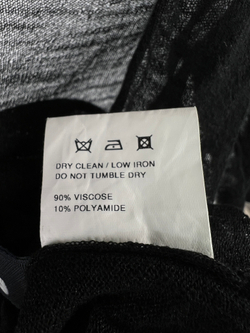 DRY CLEAN / LOW IRON
DO NOT TUMBLE DRY
90% VISCOSE
10% POLYAMIDE